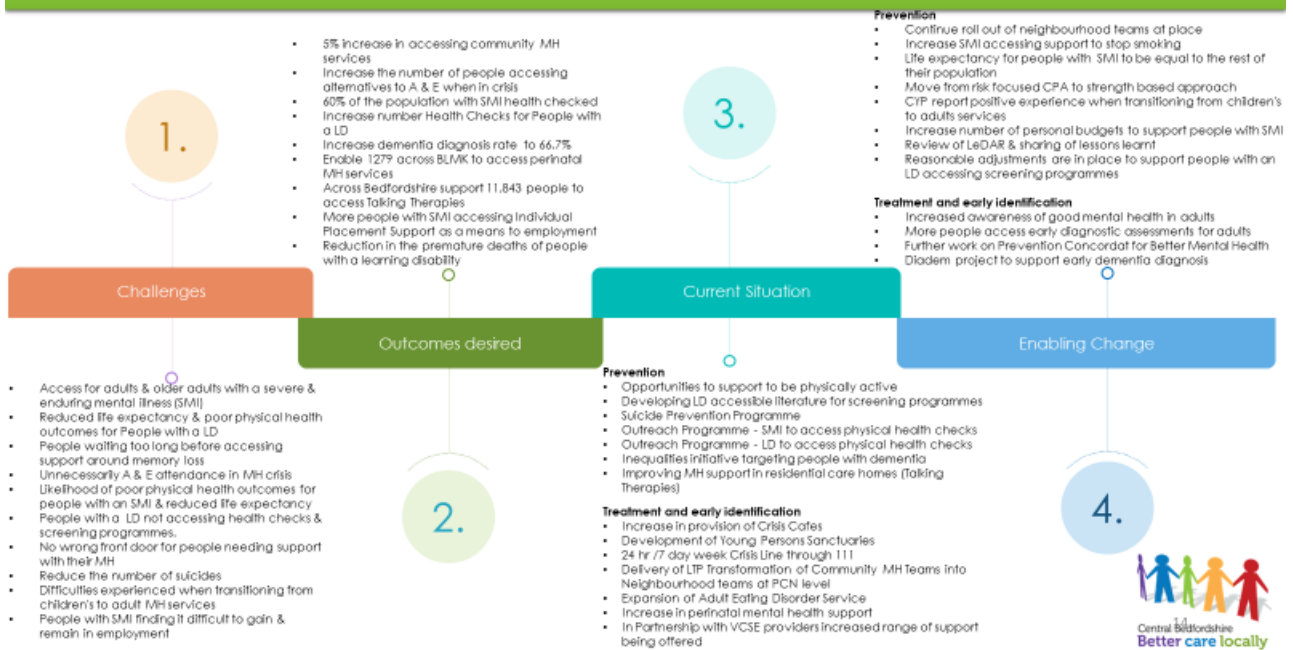 1.
Challenges
▪ Access for adults & older adults with a severe &
enduring mental illness (SMI)
▪ Reduced life expectancy & poor physical health
outcomes for People with a LD
▪ People waiting too long before accessing
support around memory loss
▪ Unnecessarily A & E attendance in MH crisis
▪ Likelihood of poor physical health outcomes for
people with an SMI & reduced life expectancy
▪ People with a LD not accessing health checks &
screening programmes.
▪ No wrong front door for people needing support
with their MH
▪ Reduce the number of suicides
▪ Difficulties experienced when transitioning from
children's to adult MH services
▪ People with SMI finding it difficult to gain &
remain in employment
▪ 5% increase in accessing community MH
services
▪ Increase the number of people accessing
alternatives to A & E when in crisis
▪ 60% of the population with SMI health checked
▪ Increase number Health Checks for People with
a LD
▪ Increase dementia diagnosis rate to 66.7%
▪ Enable 1279 across BLMK to access perinatal
MH services
▪ Across Bedfordshire support 11,843 people to
access Talking Therapies
▪ More people with SMI accessing Individual
Placement Support as a means to employment
▪ Reduction in the premature deaths of people
with a learning disability
Outcomes desired
2.
3.
Current Situation
Prevention
• Opportunities to support to be physically active
• Developing LD accessible literature for screening programmes
• Suicide Prevention Programme
• Outreach Programme - SMI to access physical health checks
• Outreach Programme - LD to access physical health checks
• Inequalities initiative targeting people with dementia
• Improving MH support in residential care homes (Talking
Therapies)
Treatment and early identification
• Increase in provision of Crisis Cafes
• Development of Young Persons Sanctuaries
• 24 hr /7 day week Crisis Line through 111
• Delivery of LTP Transformation of Community MH Teams into
Neighbourhood teams at PCN level
• Expansion of Adult Eating Disorder Service
• Increase in perinatal mental health support
• In Partnership with VCSE providers increased range of support
being offered
Prevention
▪ Continue roll out of neighbourhood teams at place
▪ Increase SMI accessing support to stop smoking
▪ Life expectancy for people with SMI to be equal to the rest of
their population
▪ Move from risk focused CPA to strength based approach
▪ CYP report positive experience when transitioning from children's
to adults services
▪ Increase number of personal budgets to support people with SMI
▪ Review of LeDAR & sharing of lessons learnt
▪ Reasonable adjustments are in place to support people with an
LD accessing screening programmes
Treatment and early identification
▪ Increased awareness of good mental health in adults
▪ More people access early diagnostic assessments for adults
▪ Further work on Prevention Concordat for Better Mental Health
▪ Diadem project to support early dementia diagnosis
Enabling Change
4.
Central Bedfordshire
Better care locally